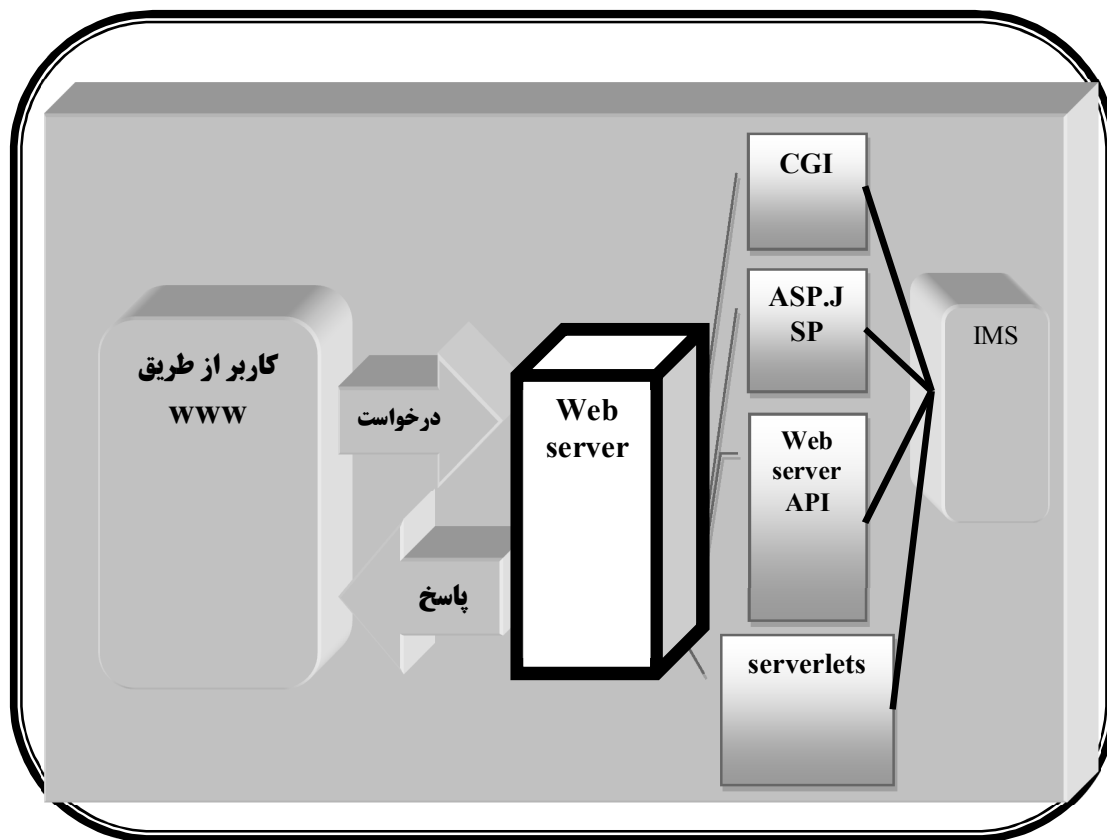 کاربر از طریق
www
درخواست
پاسخ
Web
server
CGI
ASP.J
SP
Web
server
API
serverlets
IMS